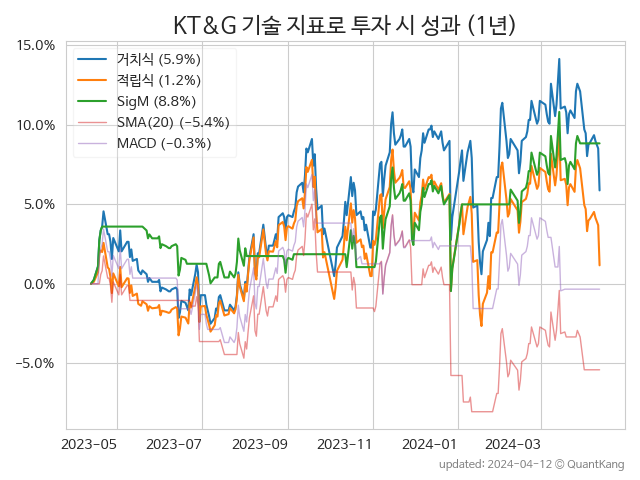 KT&G 기술 지표로 투자 시 성과 (1년)
15.0%
10.0%
5.0%
0.0%
−5.0%
거치식 (5.9%)
적립식 (1.2%)
SigM (8.8%)
SMA(20) (−5.4%)
MACD (−0.3%)
2023-05 2023-07 2023-09 2023-11 2024-01 2024-03
updated: 2024-04-12 © QuantKang